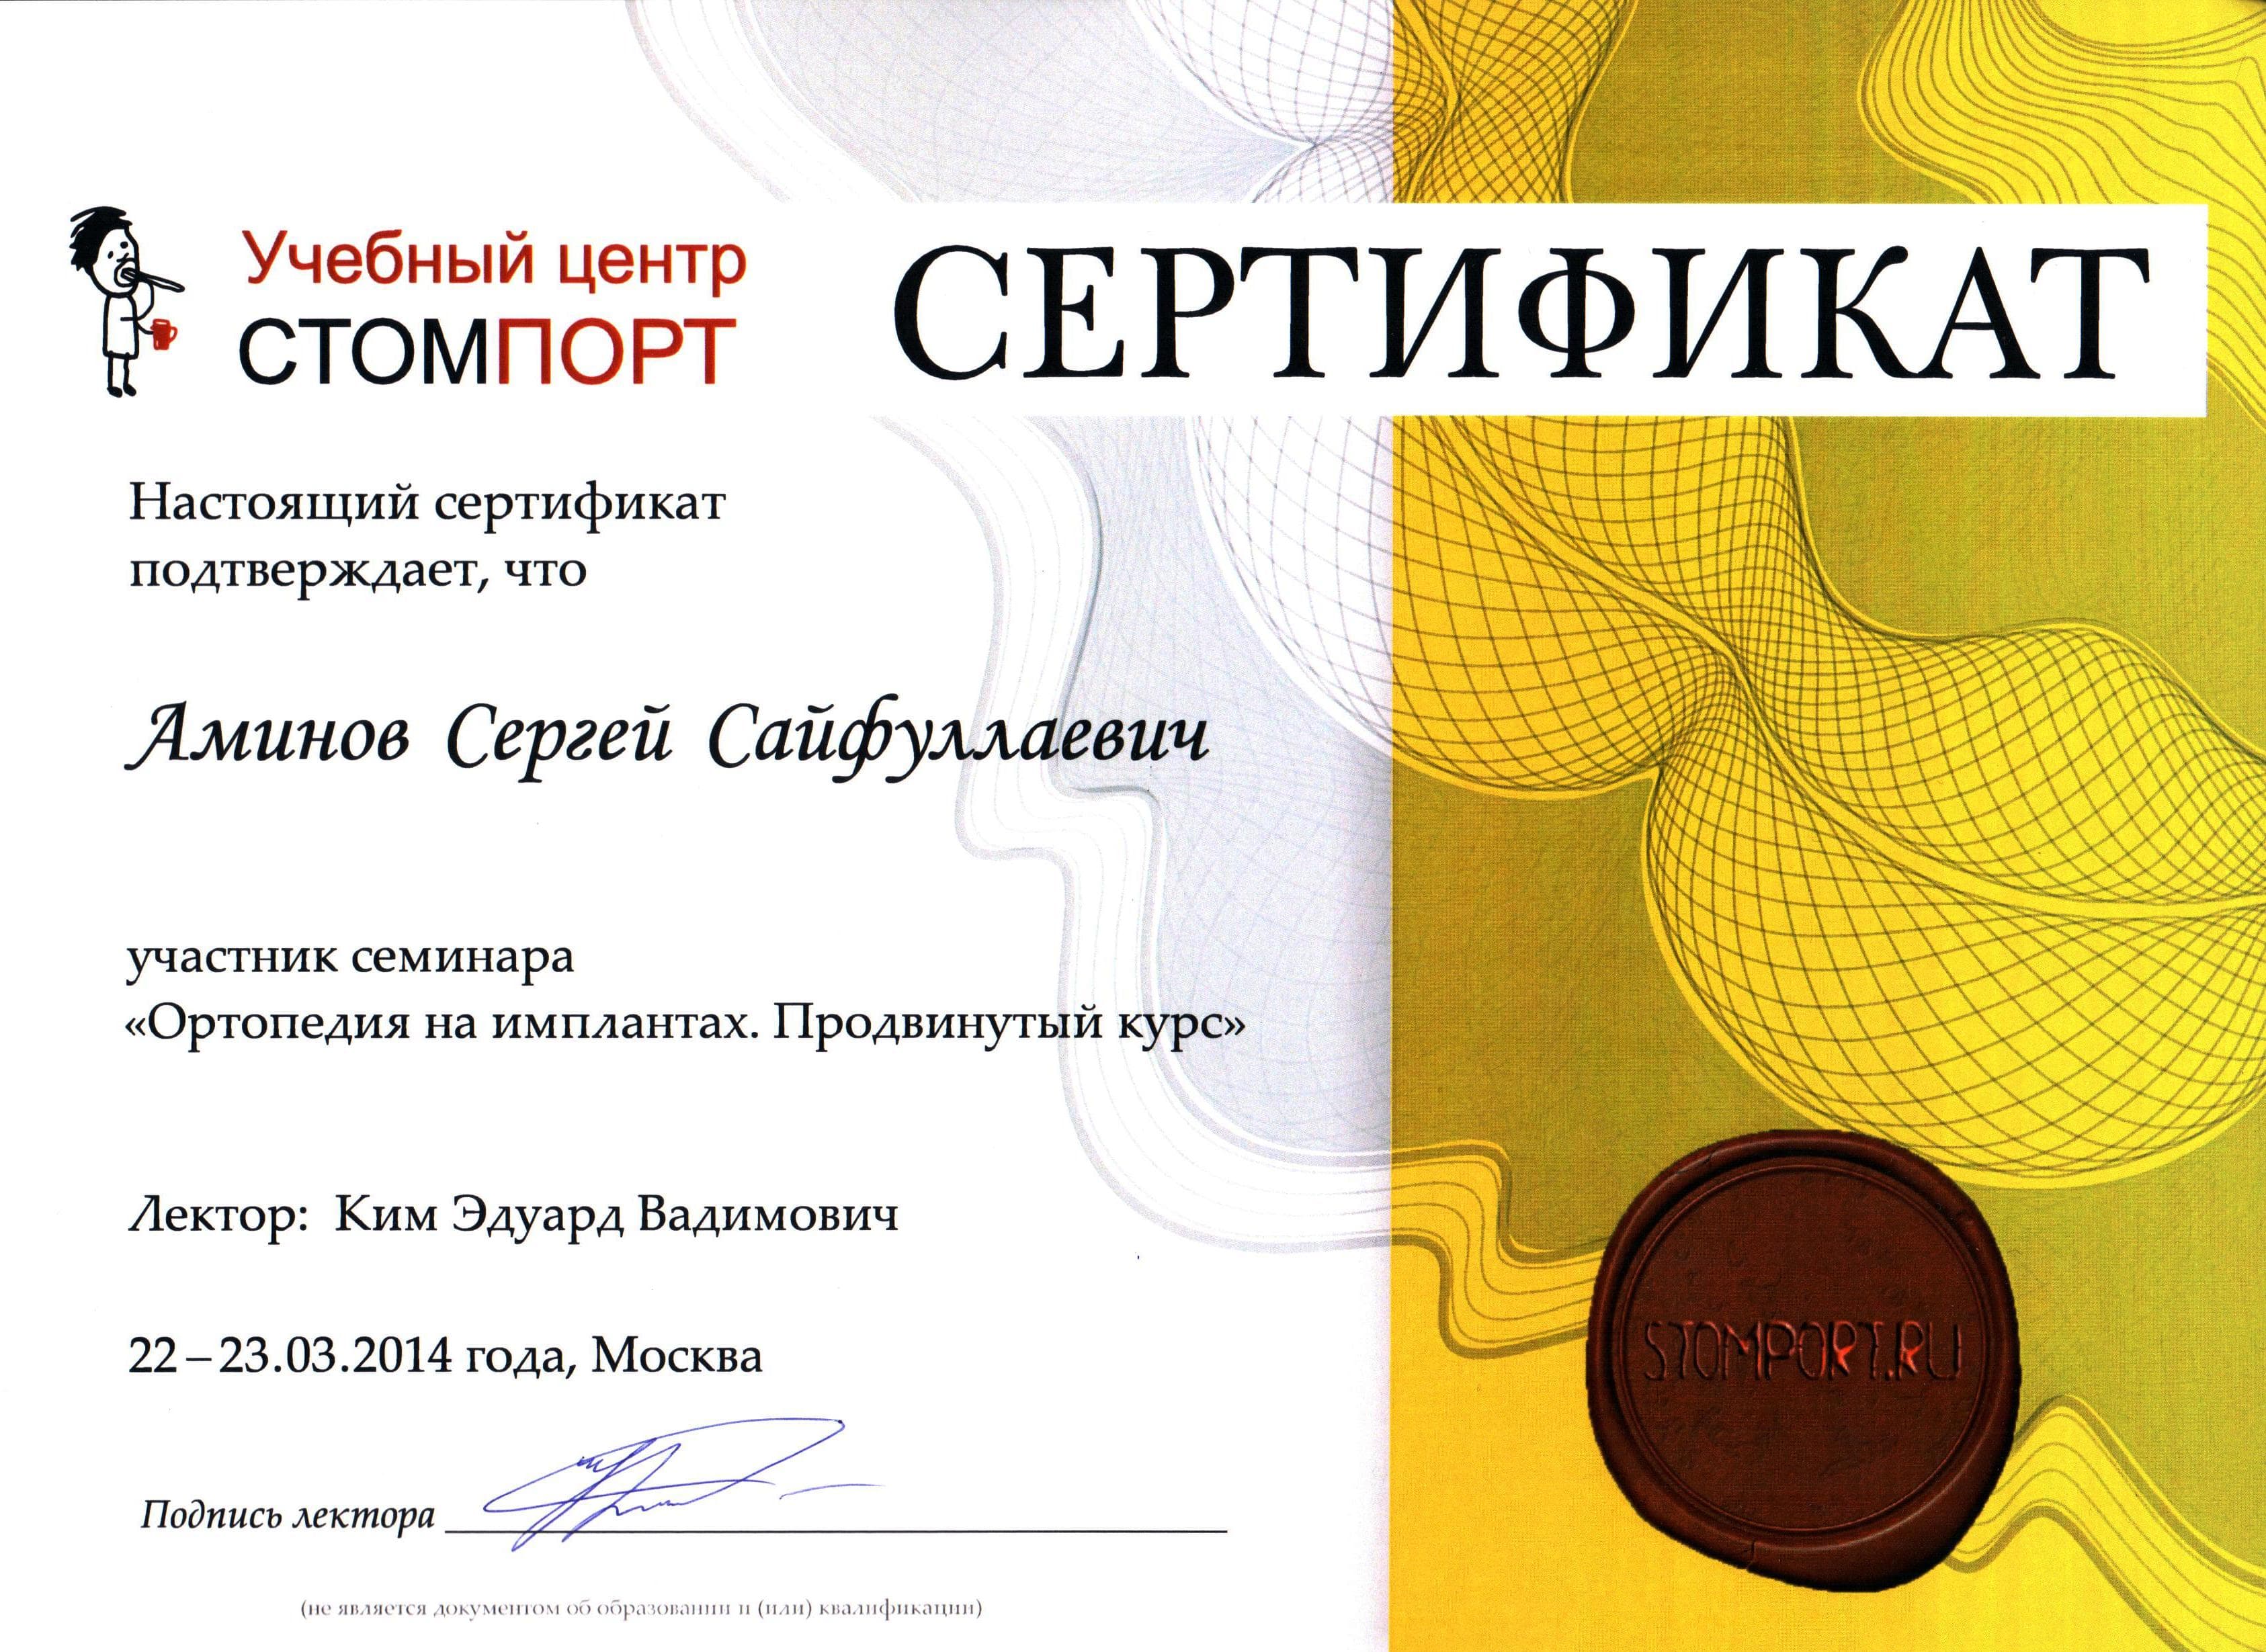 Учебный центр
СТОМПОРТ
СЕРТИФИКАТ
Настоящий сертификат
подтверждает, что
Аминов Сергей Сайфуллаевич
участник семинара
«Ортопедия на имплантах. Продвинутый курс»
Лектор: Ким Эдуард Вадимович
22–23.03.2014 года, Москва
Подпись лектора
(не является документом об образовании и (или) квалификации)
STOMPORT.RU